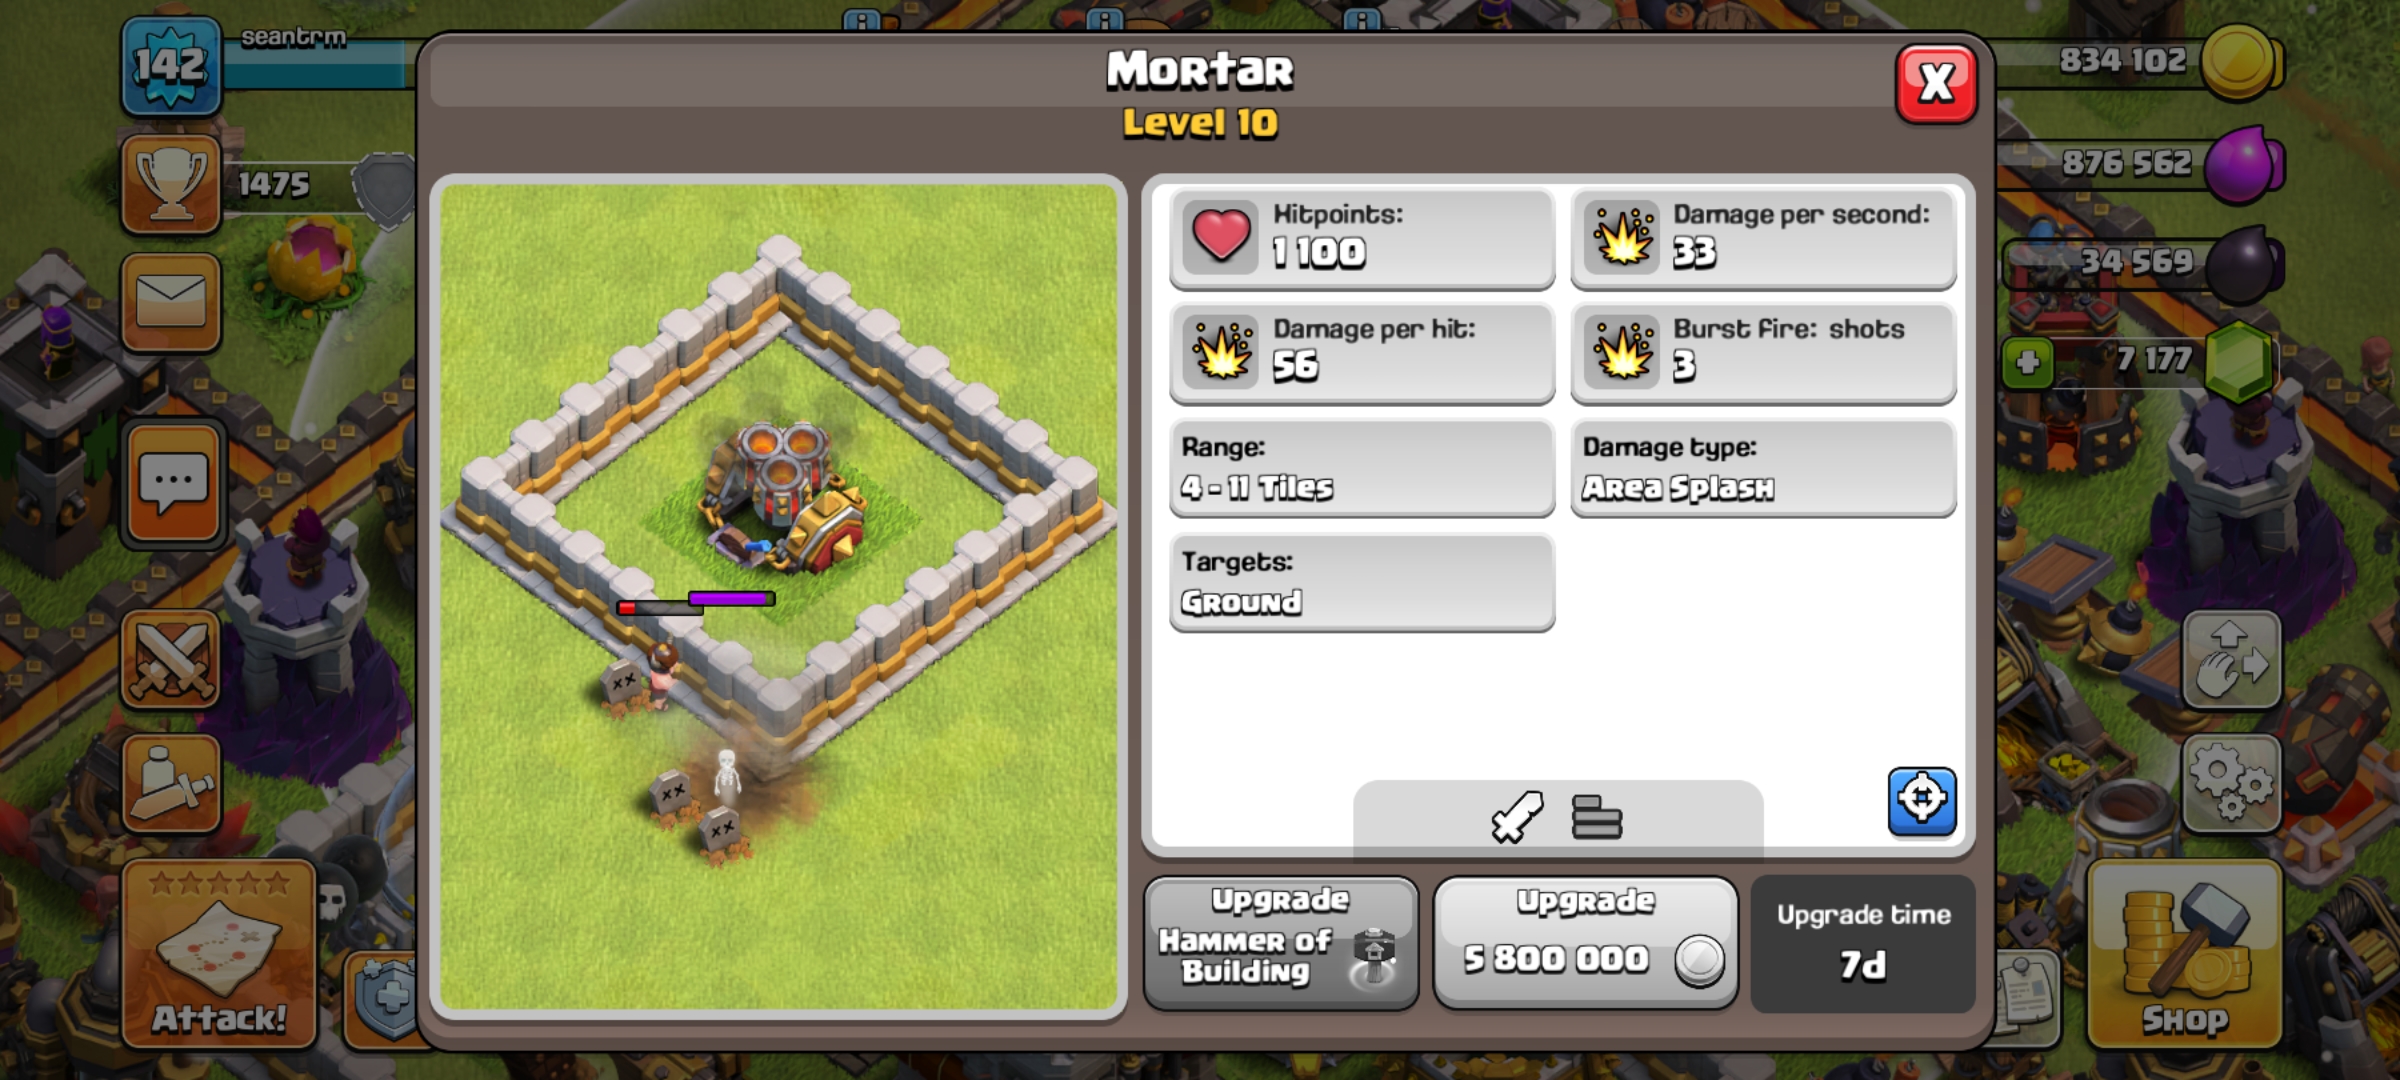 142
seantrm
1475
Attack!
Mortar
Level 10
X
Hitpoints:
1 100
Damage per second:
33
Damage per hit:
56
Burst fire: shots
3
Range:
4 - 11 Tiles
Damage type:
Area Splash
Targets:
Ground
Upgrade
Hammer of
Building
Upgrade
5 800 000
Upgrade time
7d
834 102
876 562
34 569
7 177
Shop